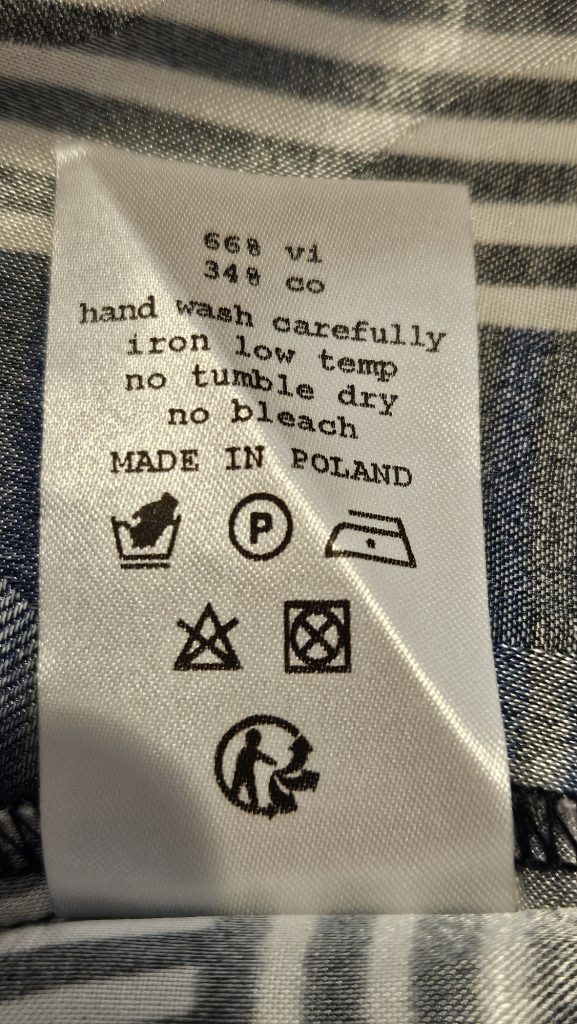 66% vi
34% co
hand wash carefully
iron low temp
no tumble dry
no bleach
MADE IN POLAND
P